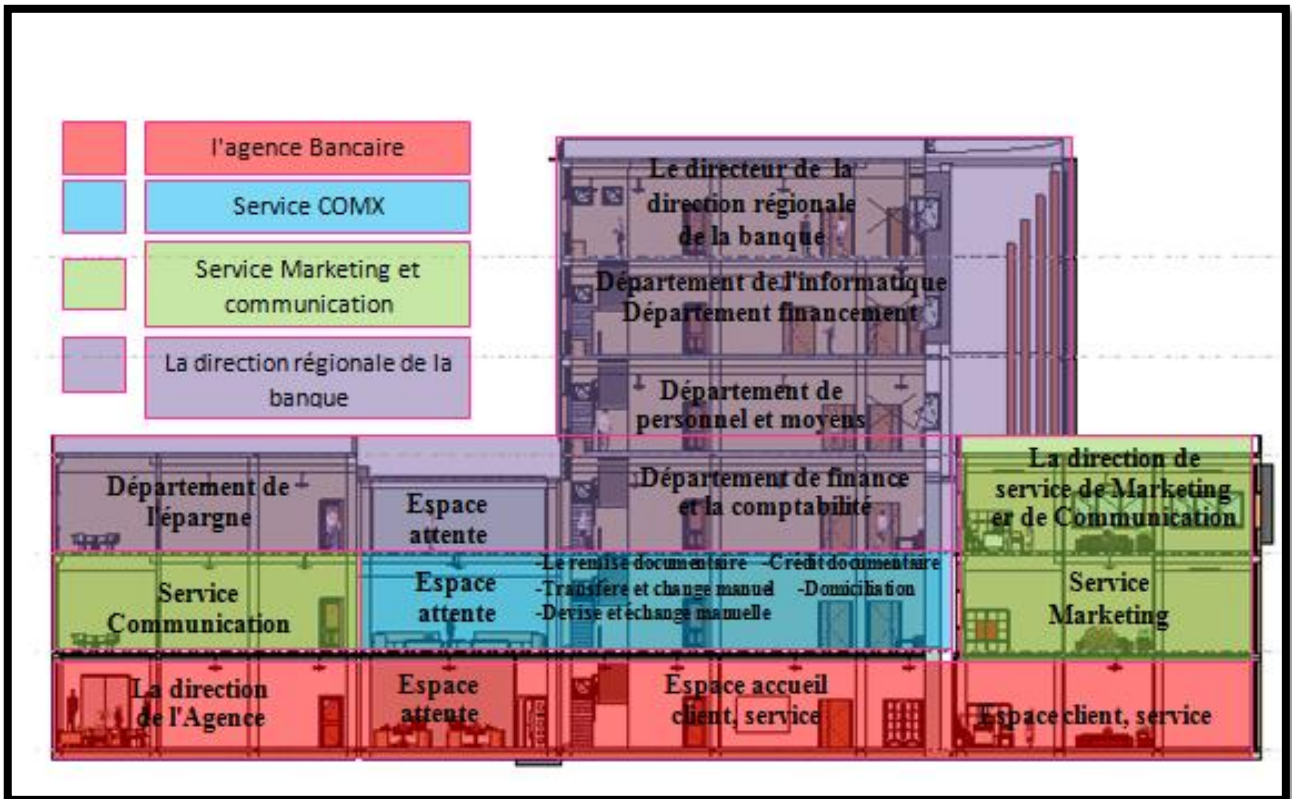 l'agence Bancaire
Service COMX
Service Marketing et
communication
La direction régionale de la
banque
Le directeur de la
direction régionale
de la banque
Département de l'informatique
Département financement
Département de
personnel et moyens
Département de
l'épargne
Espace
attente
Département de finance
et la comptabilité
La direction de
service de Marketing
er de Communication
Service
Communication
Espace
attente
-Le remise documentaire -Crédit documentaire
-Transfère et change manuel -Domiciliation
-Devise et échange manuelle
Service
Marketing
La direction
de l'Agence
Espace
attente
Espace accueil
client, service
Espace client, service